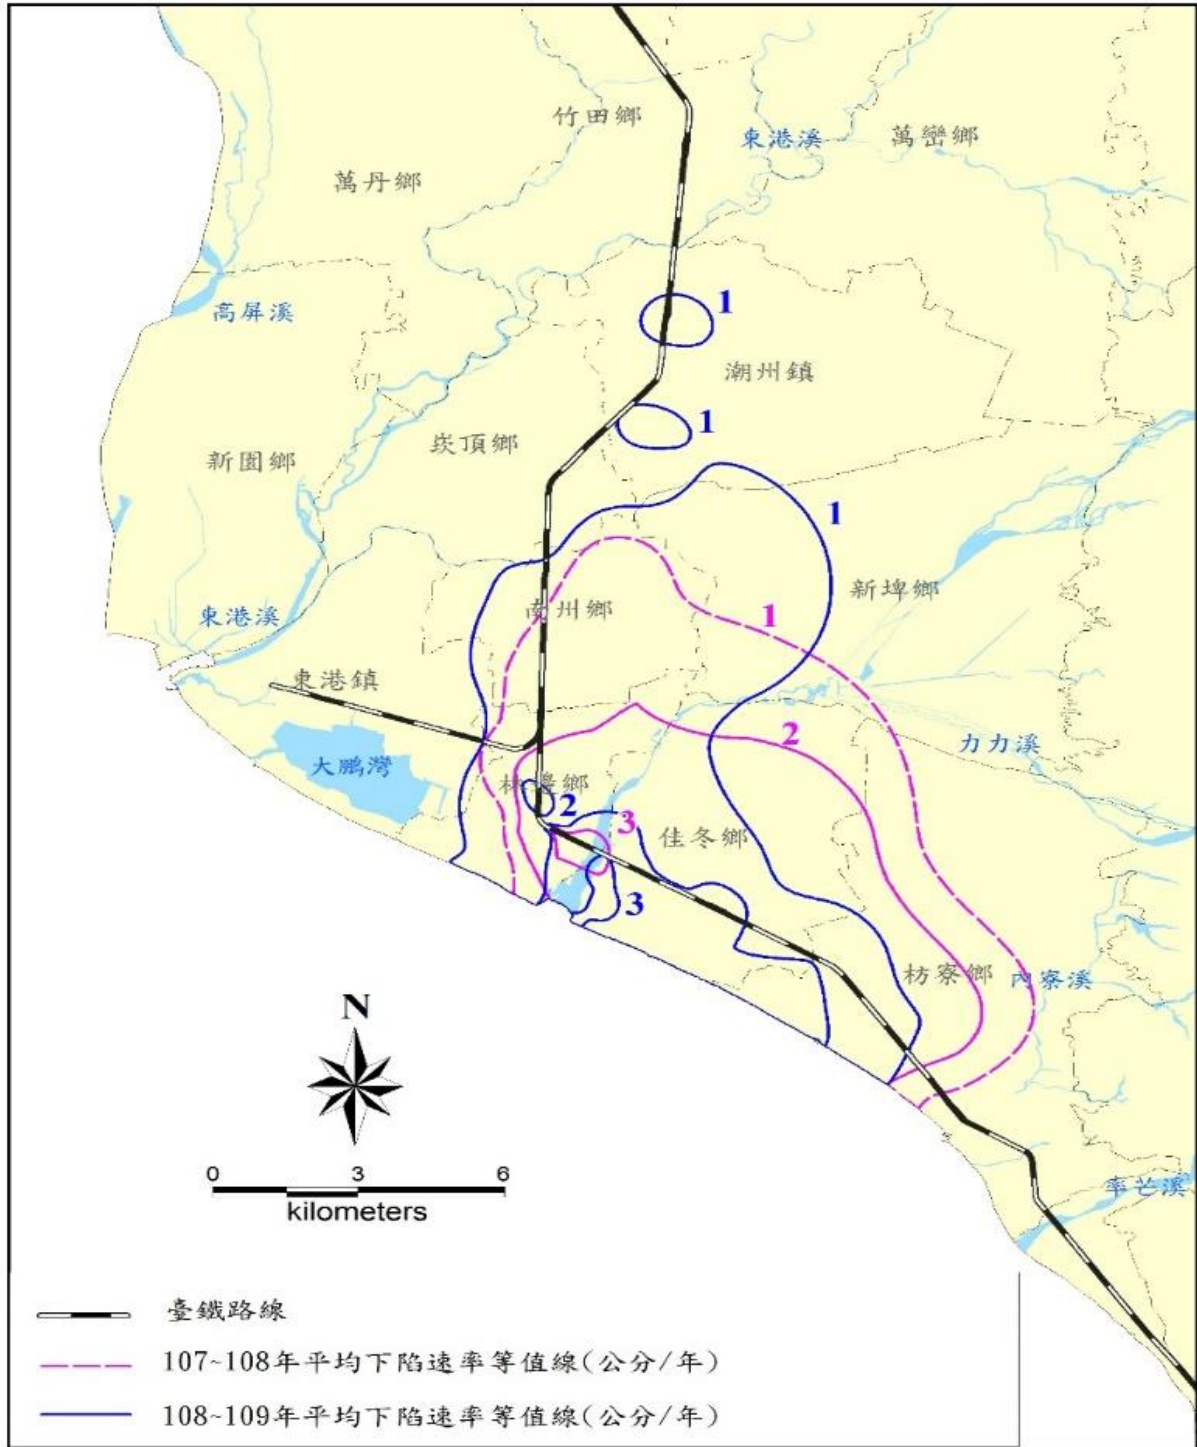 竹田鄉
東港溪
萬巒鄉
萬丹鄉
高屏溪
1
潮州鎮
1
崁頂鄉
新園鄉
1
新埤鄉
南州鄉
東港溪
1
東港鎮
2
力力溪
大鵬灣
林邊鄉
2
3
佳冬鄉
3
枋寮鄉
內寮溪
N
0 3 6
kilometers
率芒溪
臺鐵路線
107~108年平均下陷速率等值線(公分/年)
108~109年平均下陷速率等值線(公分/年)